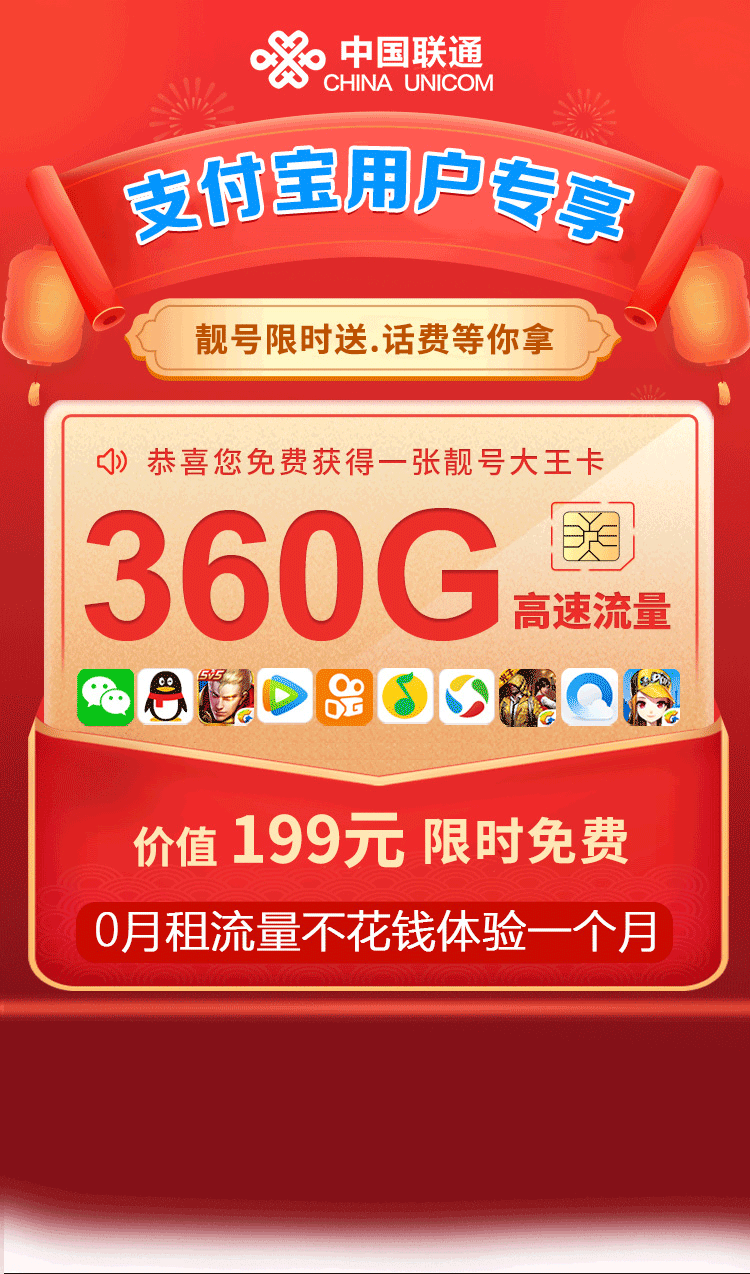 中国联通
CHINA UNICOM
支付宝用户专享
靓号限时送.话费等你拿
恭喜您免费获得一张靓号大王卡
360G
高速流量
5V5
价值 199元 限时免费
0月租流量不花钱体验一个月